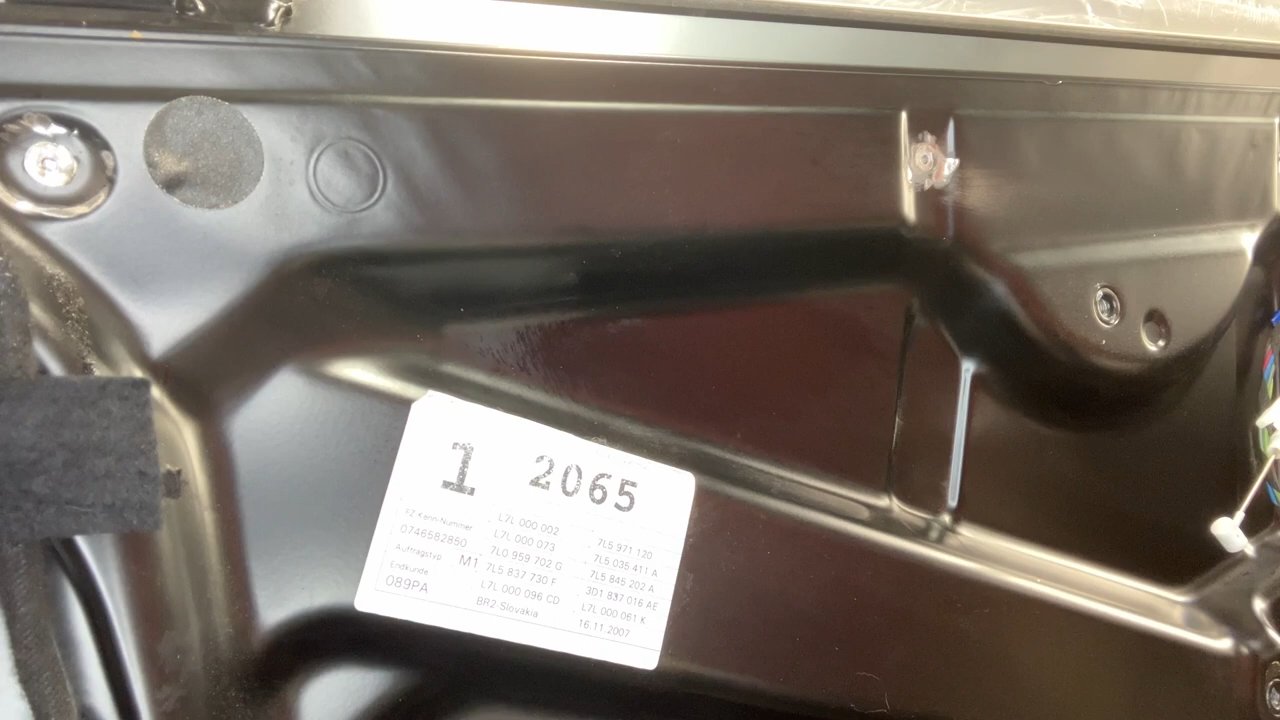 1 2065
FZ.Kenn-Nummer
0746582850
Auftragstyp M1
Endkunde
089PA
L7L 000 002
L7L 000 073
7L0 959 702 G
7L5 837 730 F
L7L 000 096 CD
BR2-Slovakia
7L5 971 120
7L5 035 411 A
7L5 845 202 A
3D1 837 016 AE
L7L 000 061 K
16.11.2007